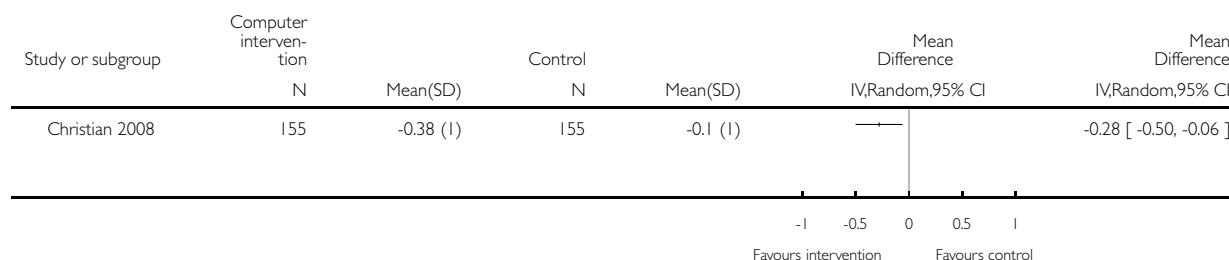 Computer
interven-
tion
Study or subgroup
Control
Mean
Difference
Mean
Difference
N Mean(SD) N Mean(SD) IV,Random,95% CI IV,Random,95% CI
Christian 2008 155 -0.38 (1) 155 -0.1 (1) -0.28 [ -0.50, -0.06 ]
-1 -0.5 0 0.5 1
Favours intervention Favours control